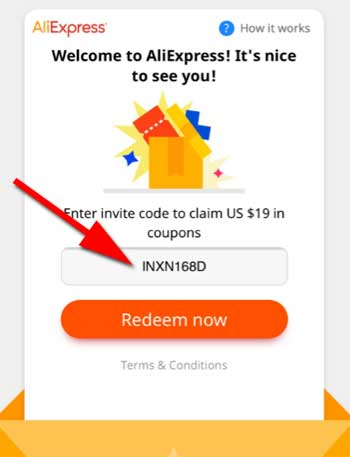 AliExpress
? How it works
Welcome to AliExpress! It's nice
to see you!
Enter invite code to claim US $19 in
coupons
INXN168D
Redeem now
Terms & Conditions